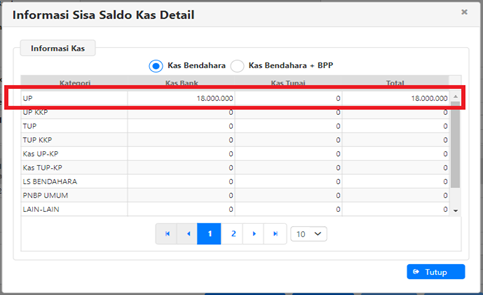 Informasi Sisa Saldo Kas Detail ×
Informasi Kas
Kas Bendahara Kas Bendahara + BPP
Kategori Kas Bank Kas Tunai Total
UP 18.000.000 0 18.000.000
UP KKP 0 0 0
TUP 0 0 0
TUP KKP 0 0 0
Kas UP-KP 0 0 0
Kas TUP-KP 0 0 0
LS BENDAHARA 0 0 0
PNBP UMUM 0 0 0
LAIN-LAIN 0 0 0
1 2 10
Tutup